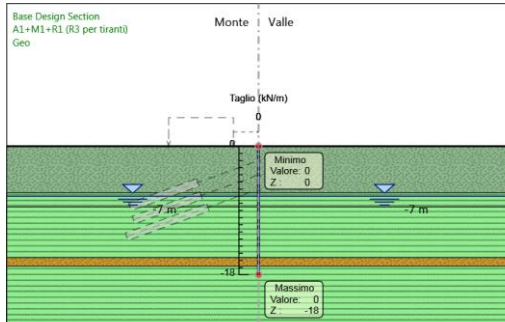 Base Design Section
A1+M1+R1 (R3 per tiranti)
Geo
Monte Valle
Taglio (kN/m)
0
0
Minimo
Valore: 0
Z : 0
-7 m
-7 m
-18
Massimo
Valore: 0
Z : -18